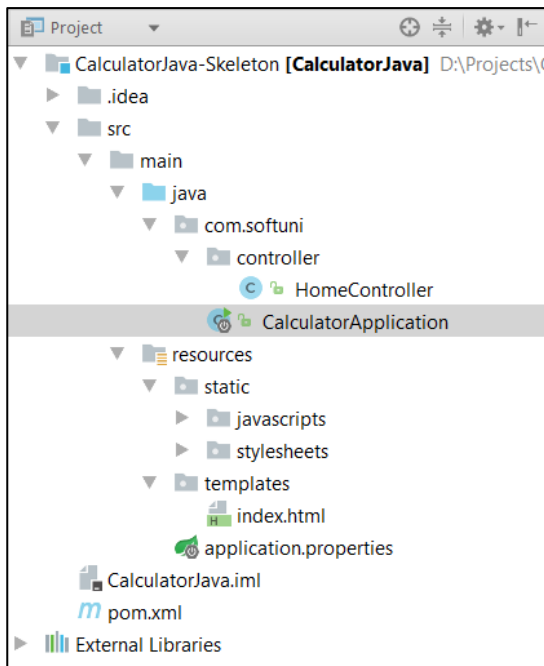 Project
CalculatorJava-Skeleton [CalculatorJava] D:\Projects\
.idea
src
main
java
com.softuni
controller
C HomeController
CalculatorApplication
resources
static
javascripts
stylesheets
templates
H index.html
application.properties
CalculatorJava.iml
m pom.xml
External Libraries